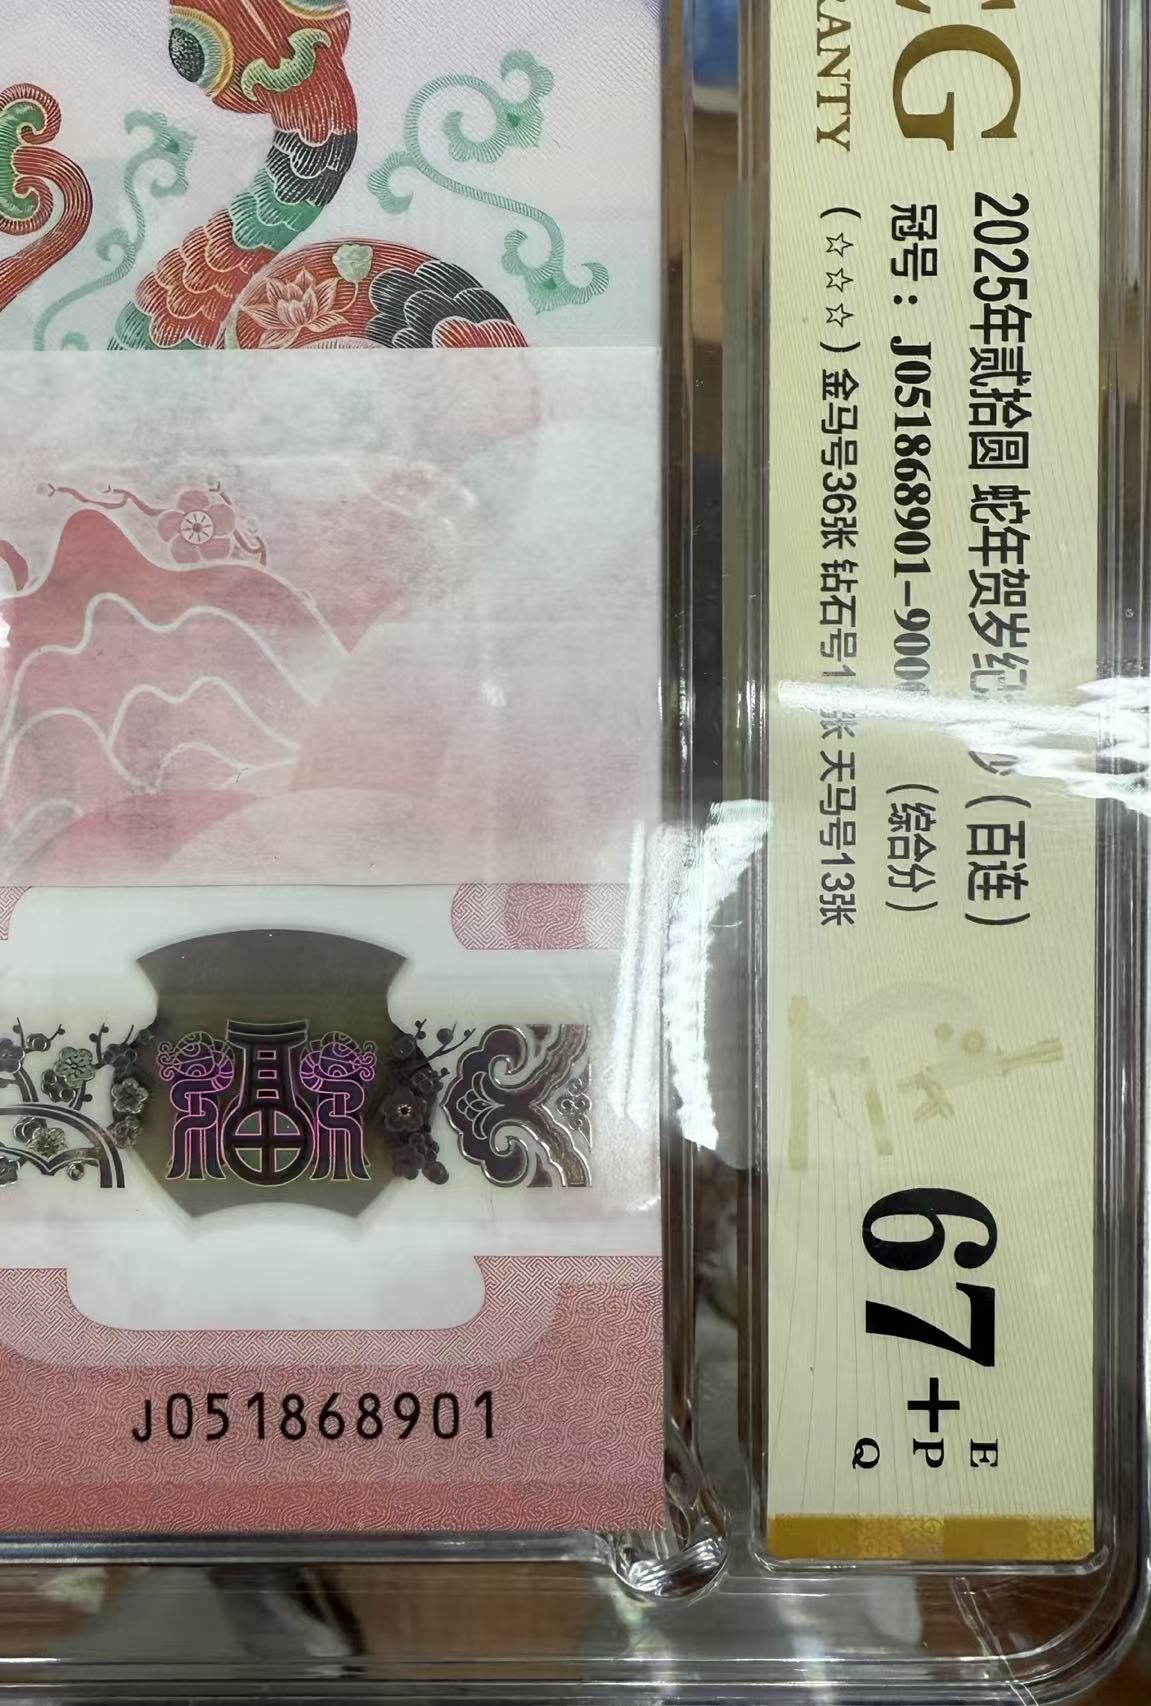 CG
RANTY
2025年贰拾圆 蛇年贺岁纪 钞(百连)
冠号：J051868901-900 (综合分)
(☆☆☆)金马号36张 钻石号1 张 天马号13张
67+
E
P
Q
J051868901